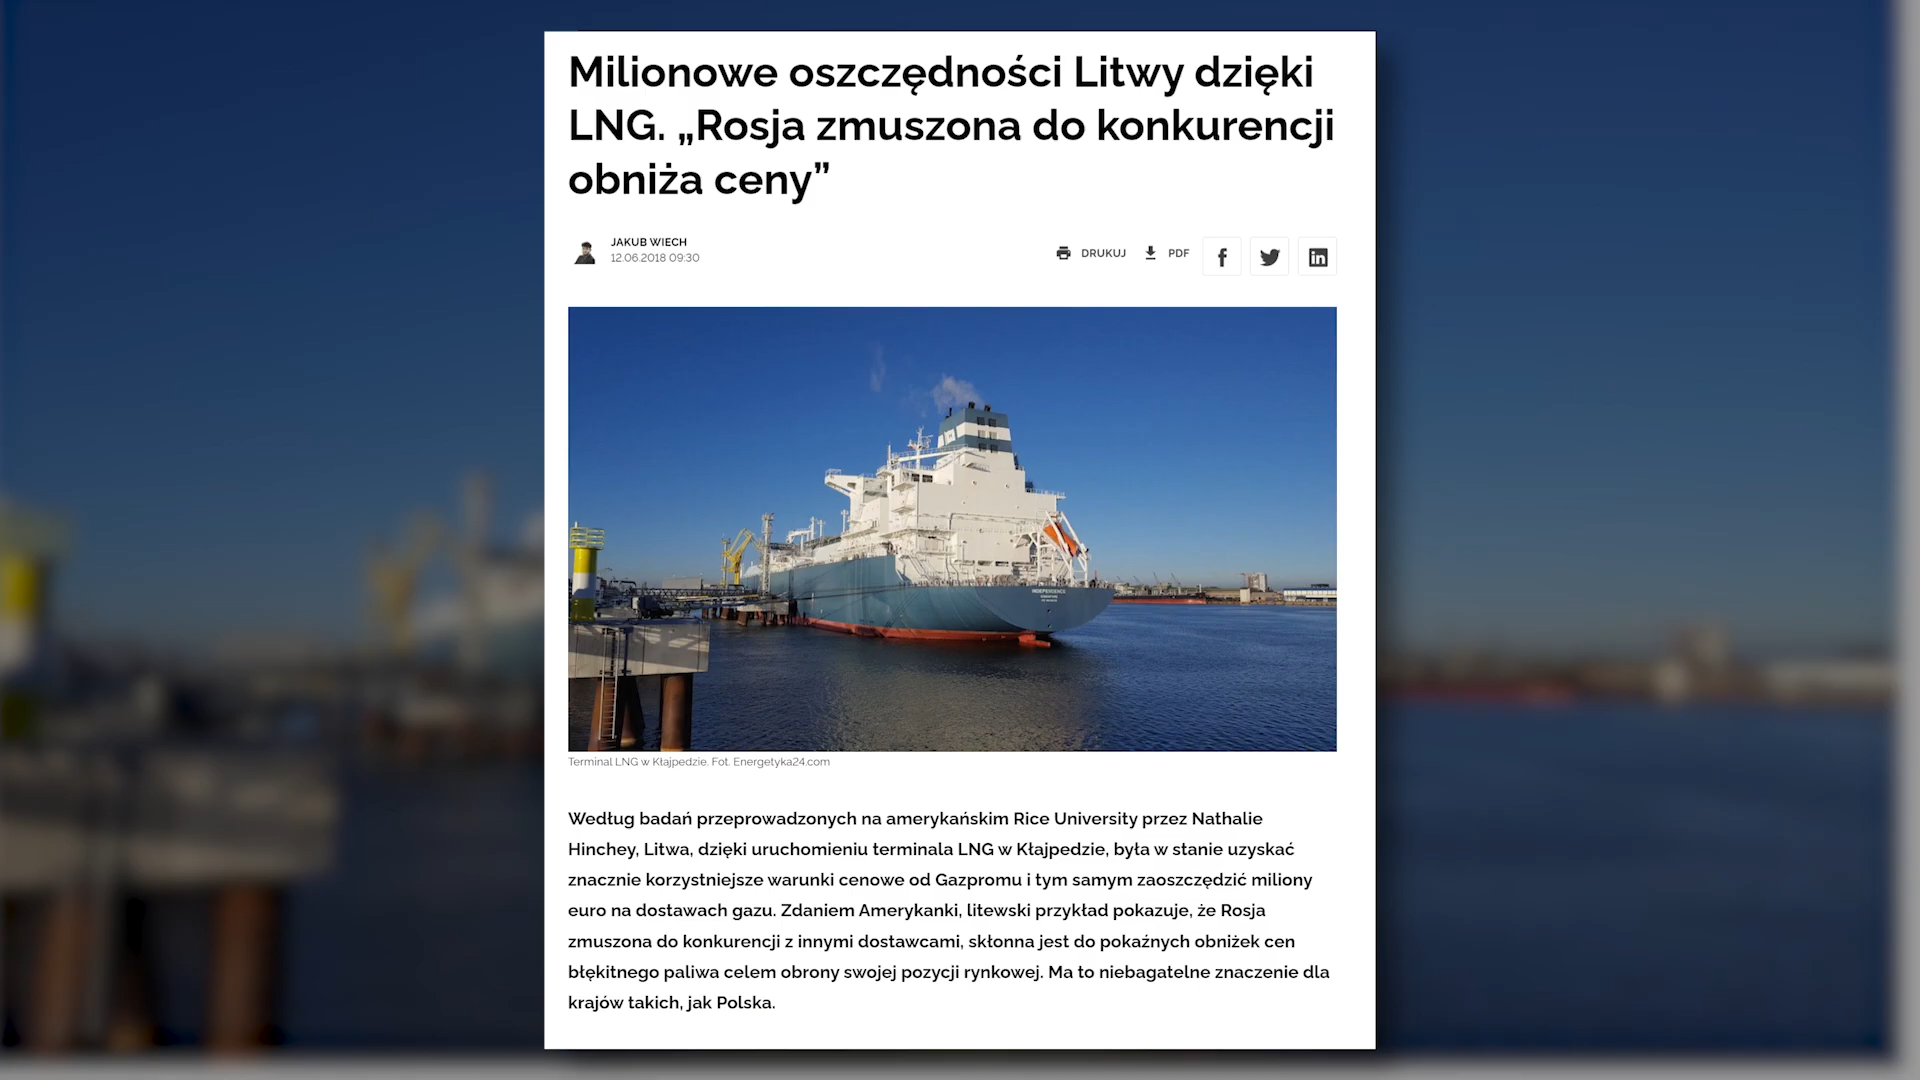 Milionowe oszczędności Litwy dzięki
LNG. „Rosja zmuszona do konkurencji
obniża ceny”
JAKUB WIECH
12.06.2018 09:30
DRUKUJ
PDF
INDEPENDENCE
Terminal LNG w Kłajpedzie. Fot. Energetyka24.com
Według badań przeprowadzonych na amerykańskim Rice University przez Nathalie
Hinchey, Litwa, dzięki uruchomieniu terminala LNG w Kłajpedzie, była w stanie uzyskać
znacznie korzystniejsze warunki cenowe od Gazpromu i tym samym zaoszczędzić miliony
euro na dostawach gazu. Zdaniem Amerykanki, litewski przykład pokazuje, że Rosja
zmuszona do konkurencji z innymi dostawcami, skłonna jest do pokaźnych obniżek cen
błękitnego paliwa celem obrony swojej pozycji rynkowej. Ma to niebagatelne znaczenie dla
krajów takich, jak Polska.